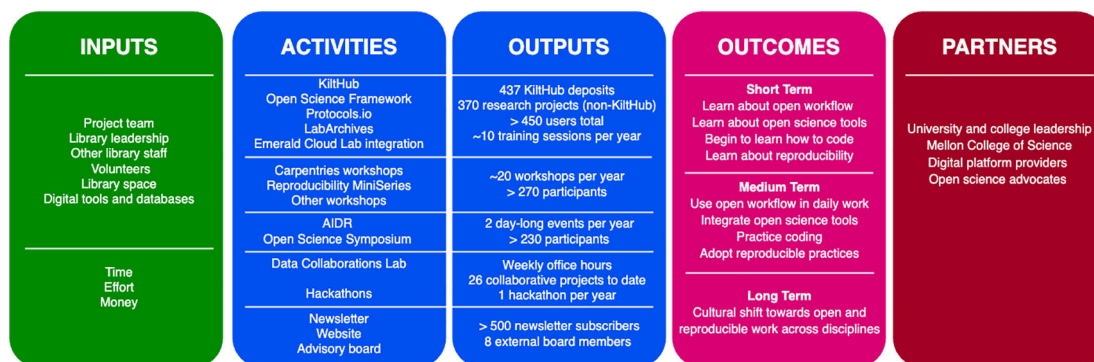 INPUTS
Project team
Library leadership
Other library staff
Volunteers
Library space
Digital tools and databases
Time
Effort
Money
ACTIVITIES
KiltHub
Open Science Framework
Protocols.io
LabArchives
Emerald Cloud Lab integration
Carpentries workshops
Reproducibility MiniSeries
Other workshops
AIDR
Open Science Symposium
Data Collaborations Lab
Hackathons
Newsletter
Website
Advisory board
OUTPUTS
437 KiltHub deposits
370 research projects (non-KiltHub)
> 450 users total
~10 training sessions per year
~20 workshops per year
> 270 participants
2 day-long events per year
> 230 participants
Weekly office hours
26 collaborative projects to date
1 hackathon per year
> 500 newsletter subscribers
8 external board members
OUTCOMES
Short Term
Learn about open workflow
Learn about open science tools
Begin to learn how to code
Learn about reproducibility
Medium Term
Use open workflow in daily work
Integrate open science tools
Practice coding
Adopt reproducible practices
Long Term
Cultural shift towards open and
reproducible work across disciplines
PARTNERS
University and college leadership
Mellon College of Science
Digital platform providers
Open science advocates